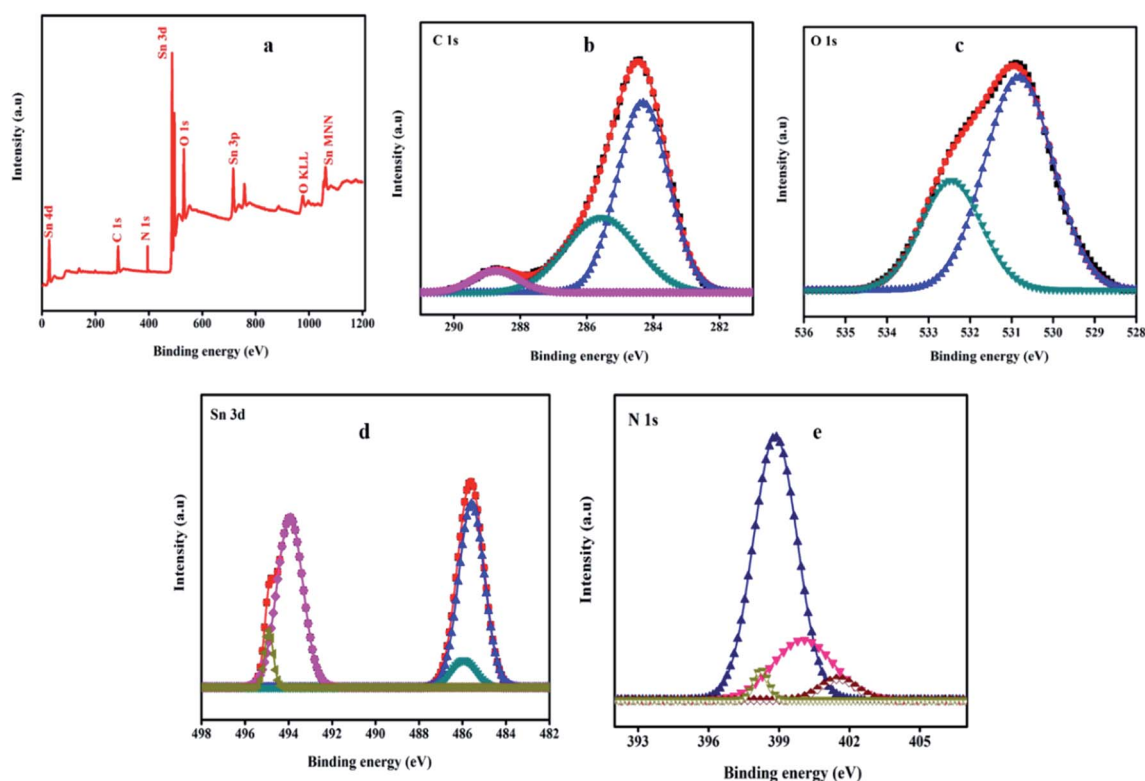 a
Intensity (a.u)
Sn 4d
C 1s
N 1s
Sn 3d
O 1s
Sn 3p
O KLL
Sn MNN
0 200 400 600 800 1000 1200
Binding energy (eV)
C 1s
b
Intensity (a.u)
290 288 286 284 282
Binding energy (eV)
O 1s
c
Intensity (a.u)
536 535 534 533 532 531 530 529 528
Binding energy (eV)
Sn 3d
d
Intensity (a.u)
498 496 494 492 490 488 486 484 482
Binding energy (eV)
N 1s
e
Intensity (a.u)
393 396 399 402 405
Binding energy (eV)